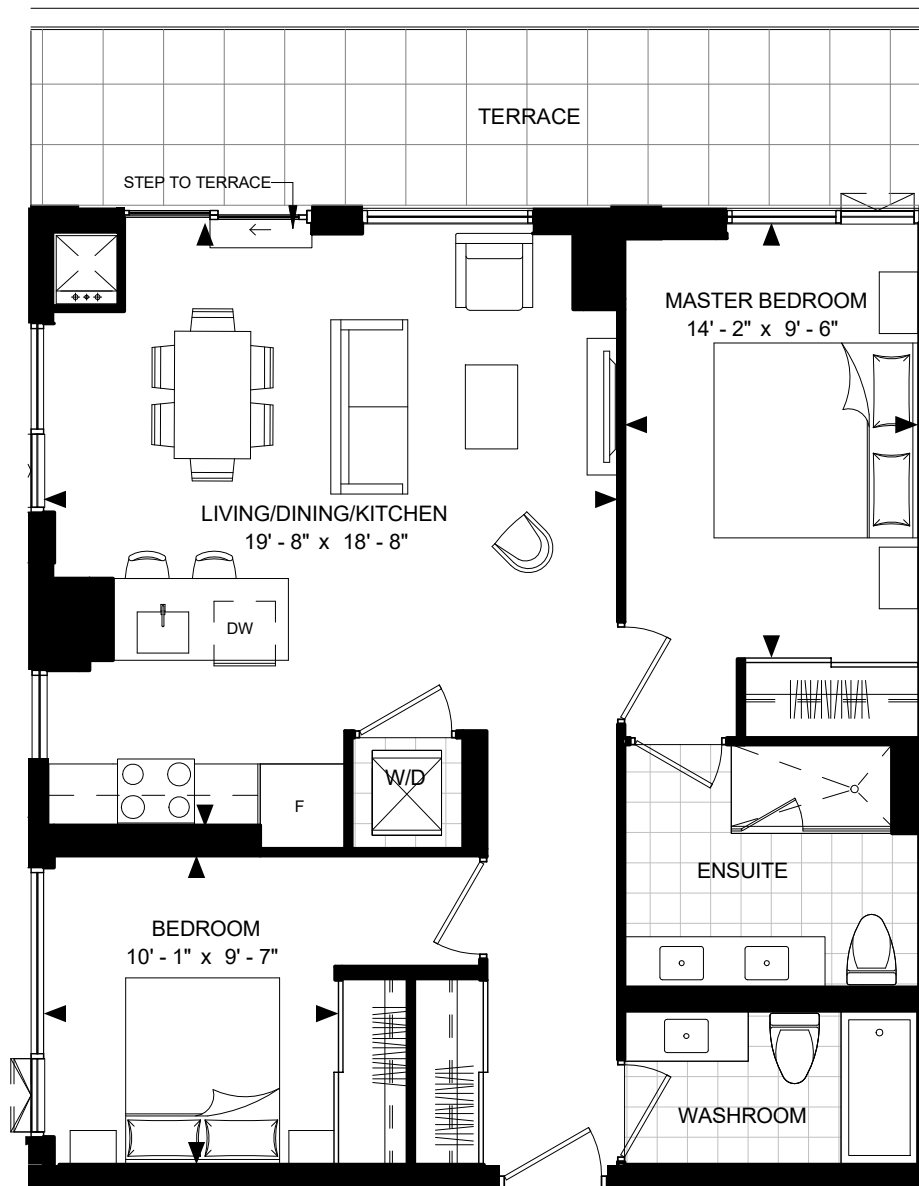 TERRACE
STEP TO TERRACE
MASTER BEDROOM
14' - 2" x 9' - 6"
LIVING/DINING/KITCHEN
19' - 8" x 18' - 8"
DW
W/D
F
ENSUITE
BEDROOM
10' - 1" x 9' - 7"
WASHROOM